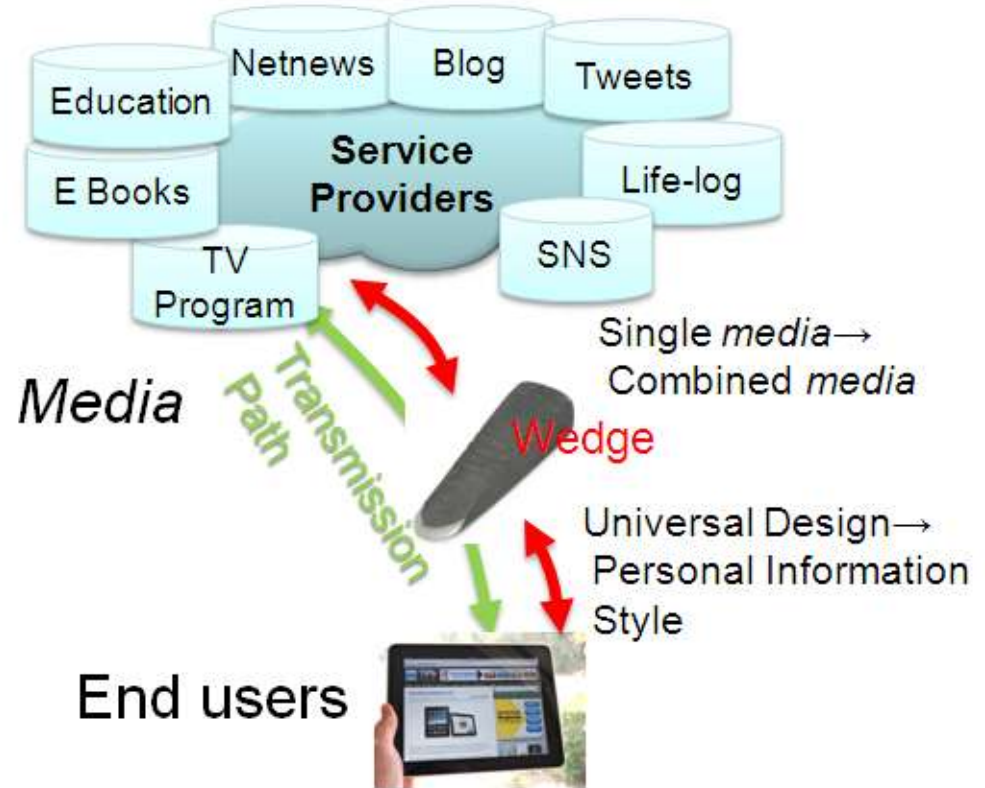 Netnews
Blog
Tweets
Education
Service
Providers
E Books
Life-log
SNS
TV
Program
Single media→
Combined media
Media
Transmission
Path
Wedge
Universal Design→
Personal Information
Style
End users